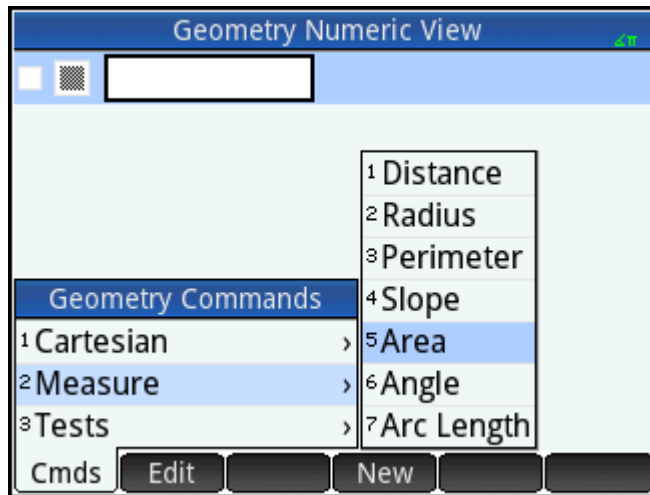 Geometry Numeric View
∡π
1 Distance
2 Radius
3 Perimeter
4 Slope
5 Area
6 Angle
7 Arc Length
Geometry Commands
1 Cartesian ›
2 Measure ›
3 Tests ›
Cmds Edit New